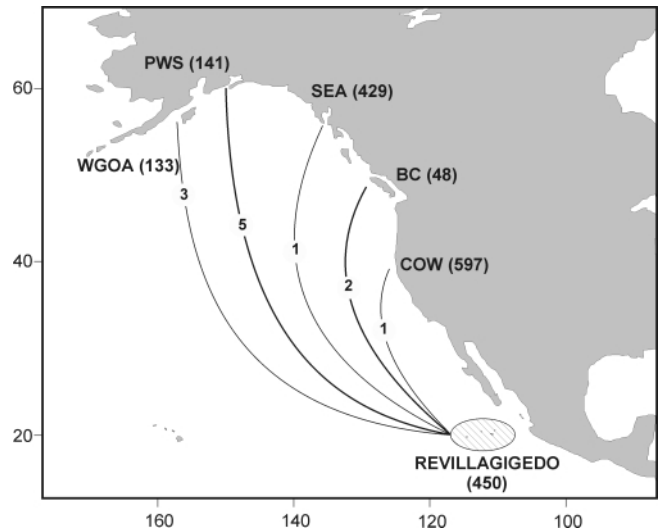 PWS (141)
60
SEA (429)
WGOA (133)
BC (48)
3
5
1
40
COW (597)
2
1
20
REVILLAGIGEDO
(450)
160
140
120
100